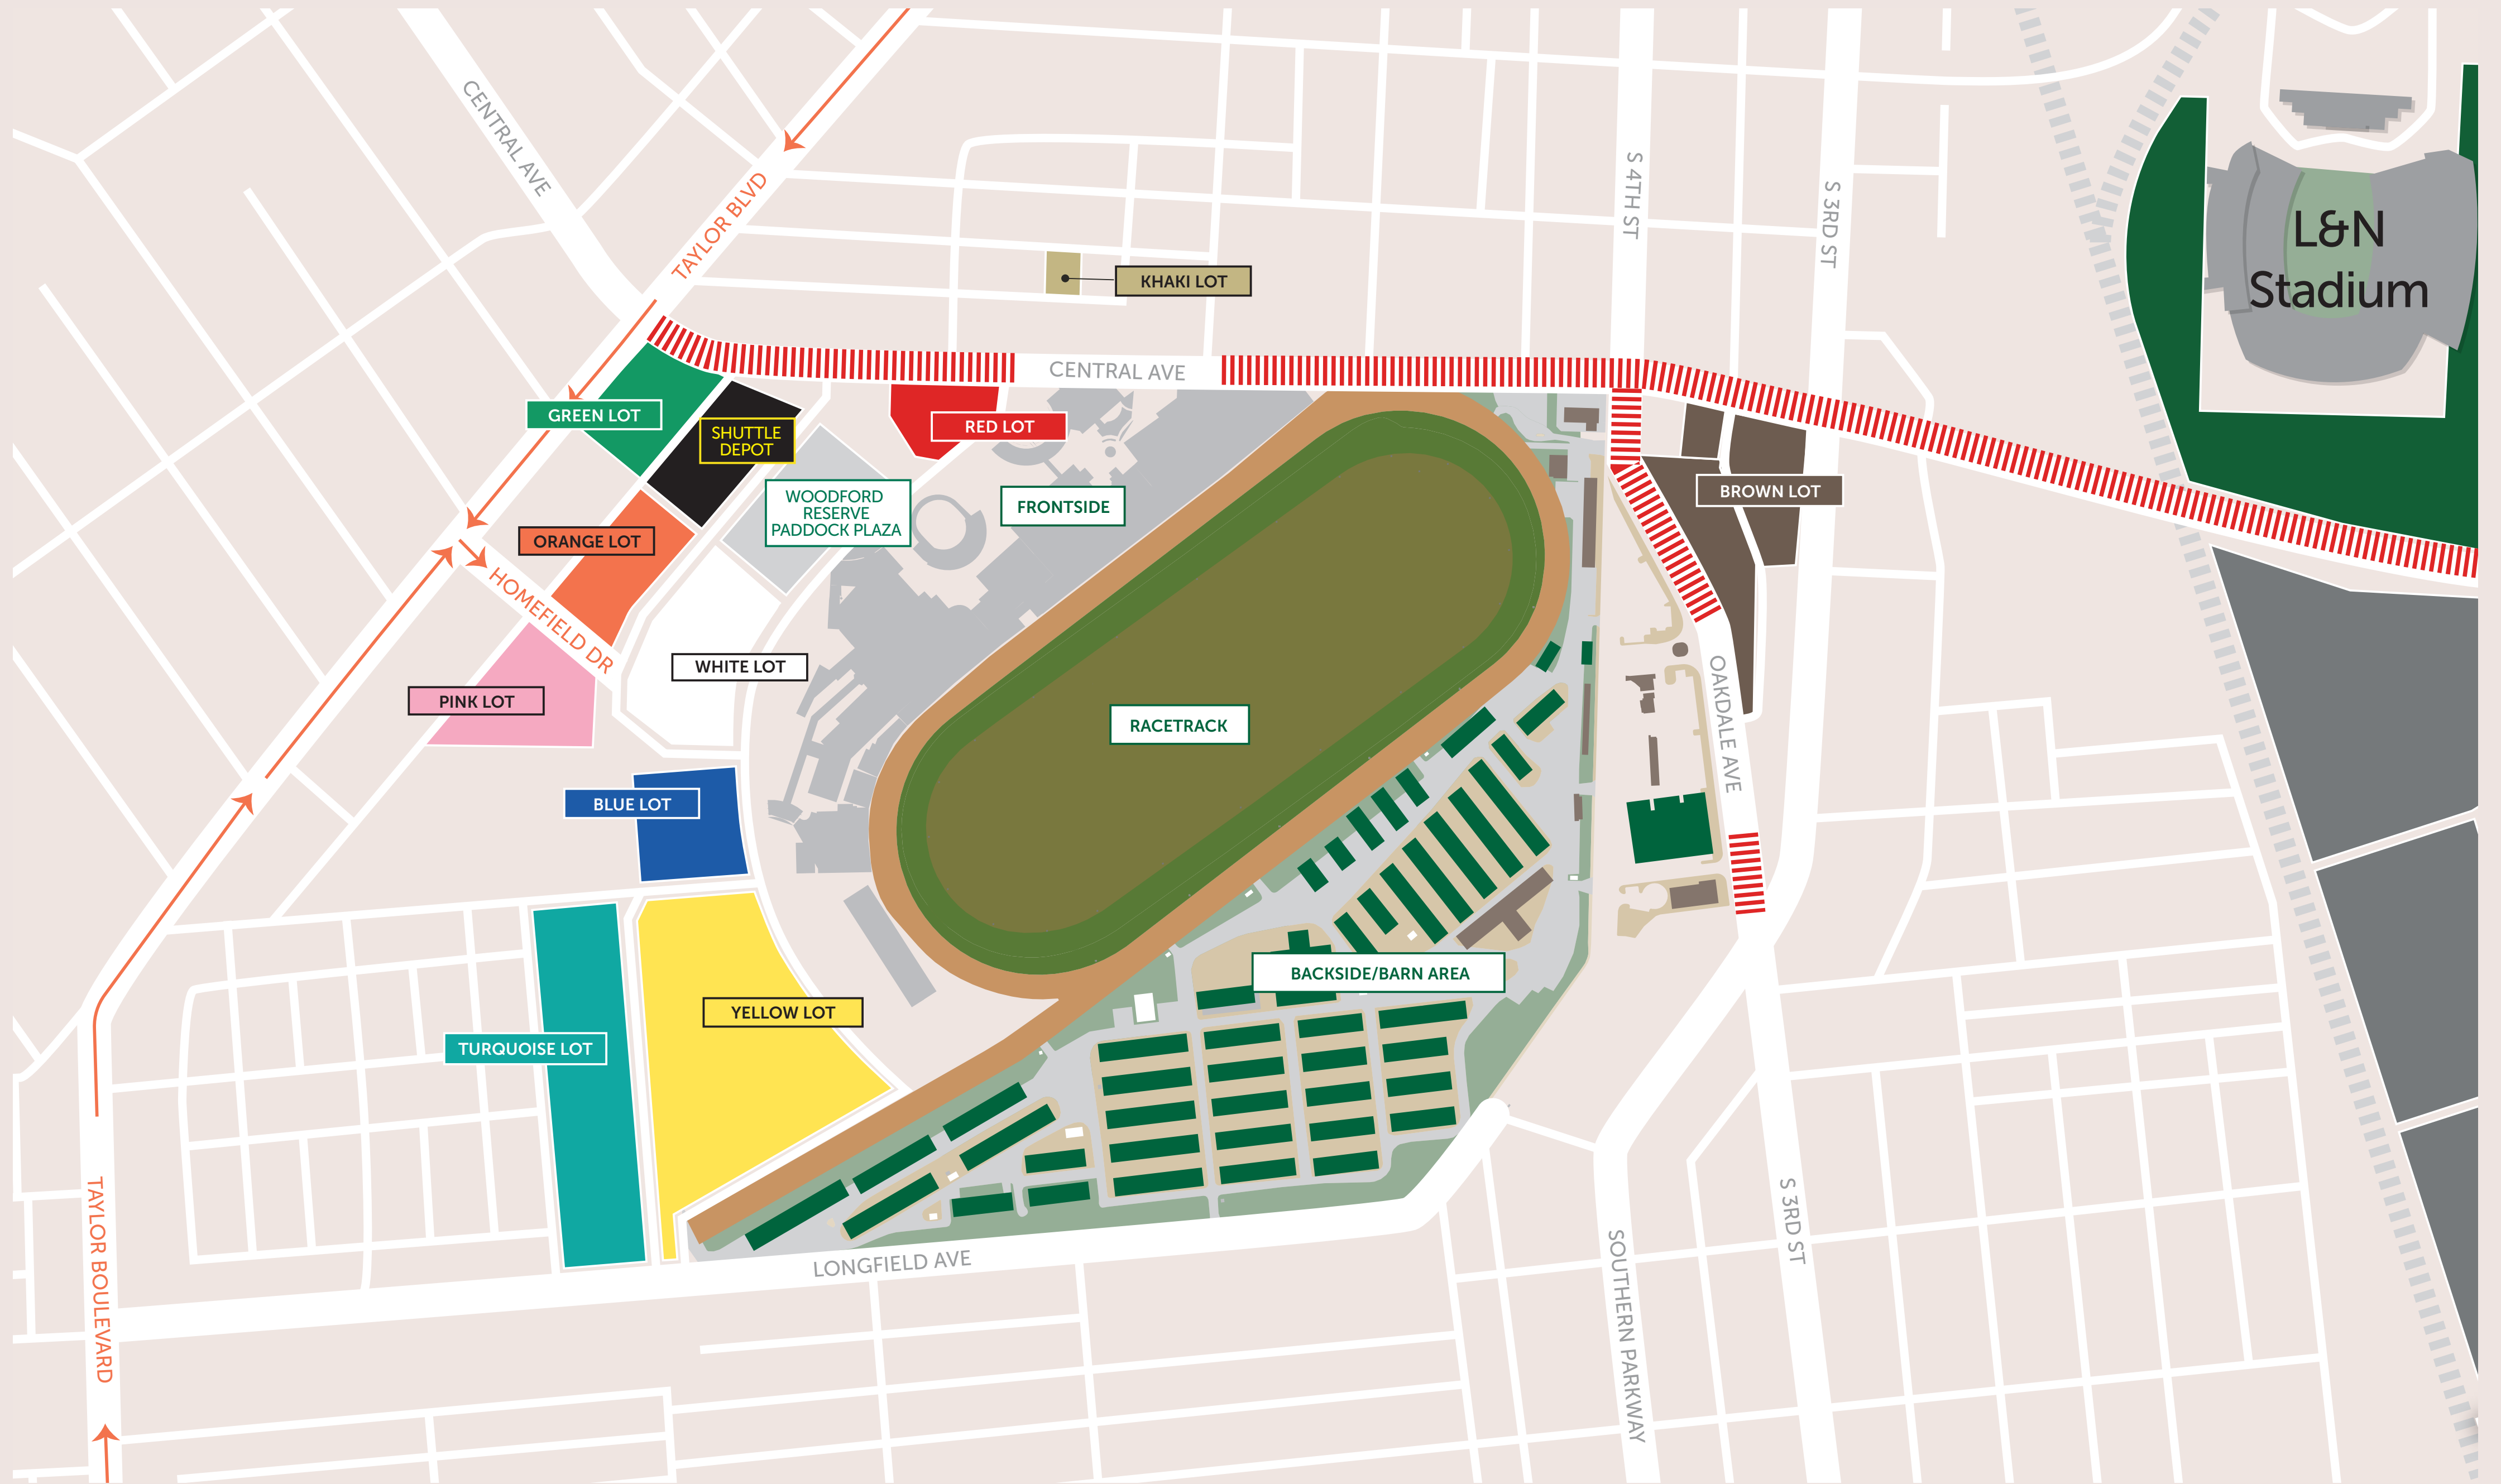 CENTRAL AVE
TAYLOR BLVD
S 4TH ST
S 3RD ST
L&N
Stadium
KHAKI LOT
CENTRAL AVE
GREEN LOT
SHUTTLE
DEPOT
RED LOT
WOODFORD
RESERVE
PADDOCK PLAZA
FRONTSIDE
BROWN LOT
ORANGE LOT
HOMEFIELD DR
WHITE LOT
PINK LOT
RACETRACK
OAKDALE AVE
BLUE LOT
BACKSIDE/BARN AREA
YELLOW LOT
TURQUOISE LOT
TAYLOR BOULEVARD
LONGFIELD AVE
S 3RD ST
SOUTHERN PARKWAY